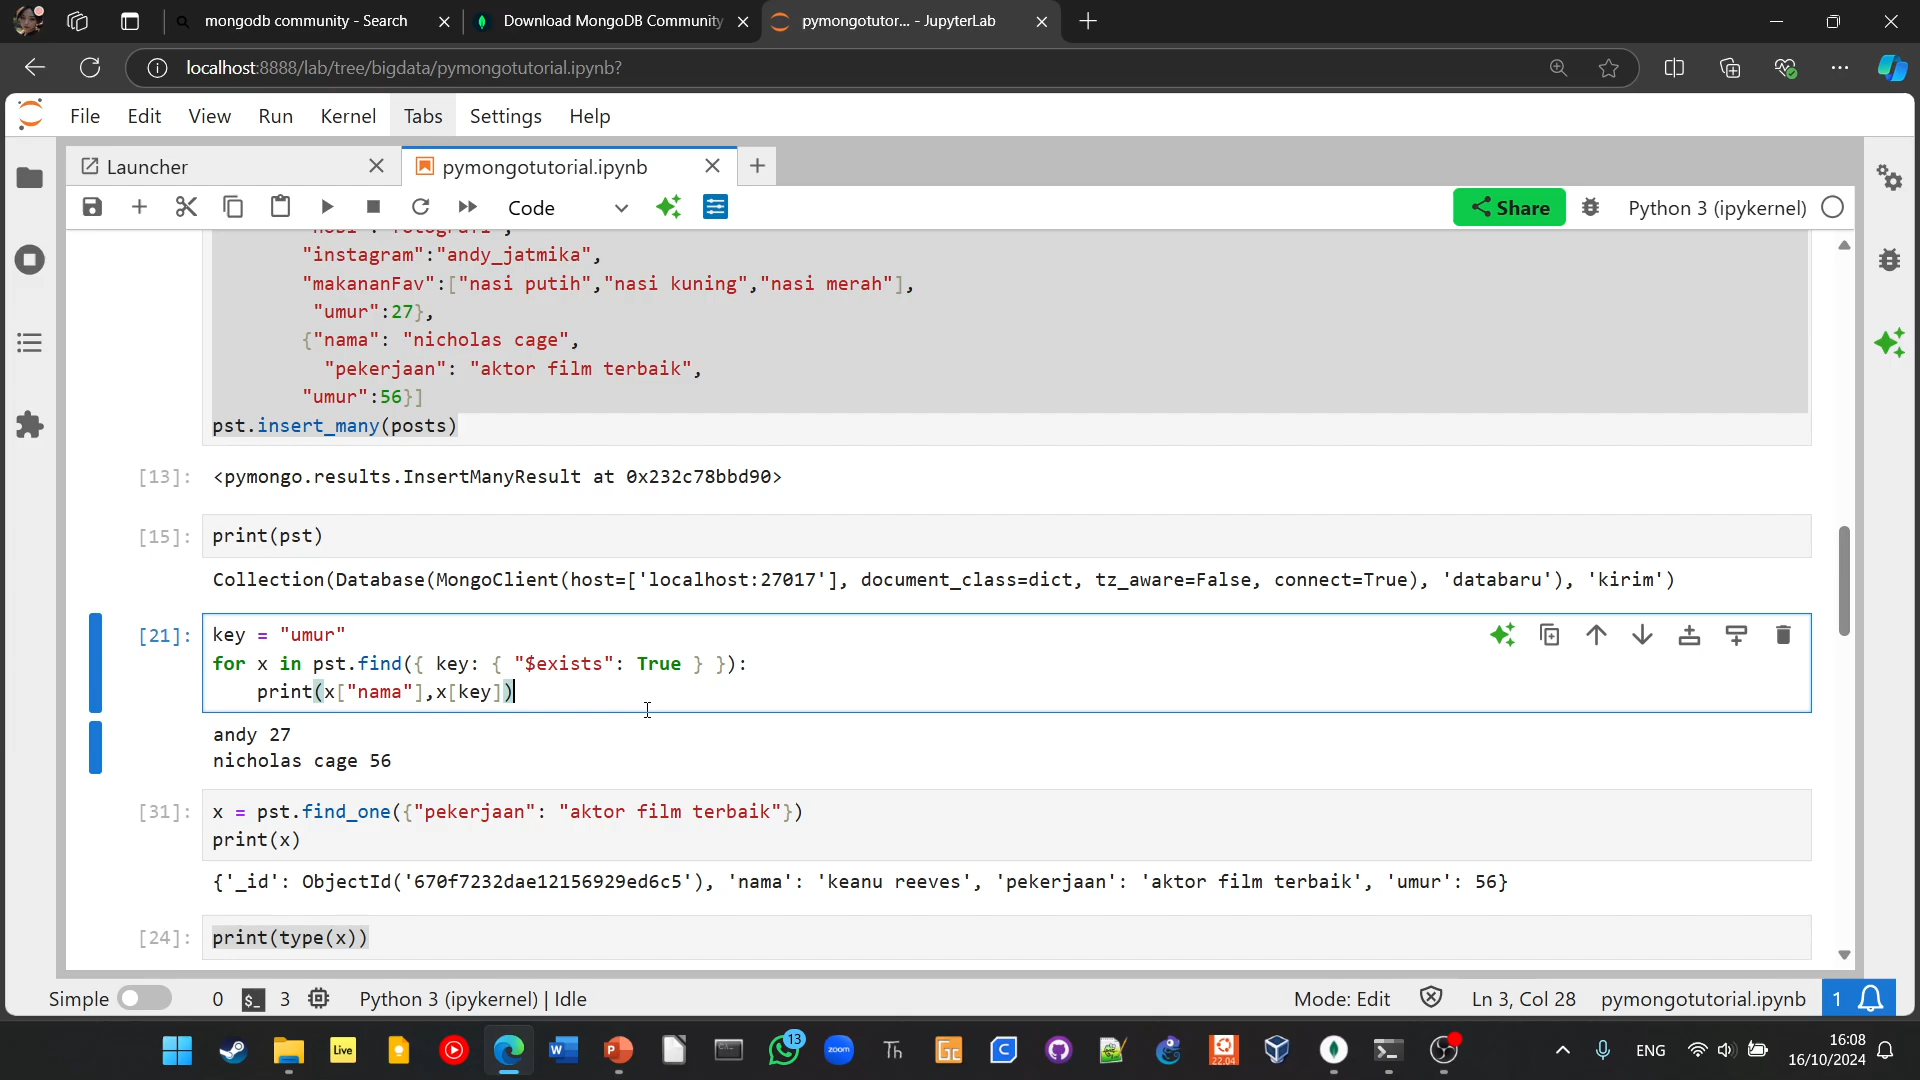 mongodb community - Search
Download MongoDB Community
pymongotutor... - JupyterLab
localhost:8888/lab/tree/bigdata/pymongotutorial.ipynb?
File Edit View Run Kernel Tabs Settings Help
Launcher
pymongotutorial.ipynb
Code
Share
Python 3 (ipykernel)
"instagram":"andy_jatmika",
"makananFav":["nasi putih","nasi kuning","nasi merah"],
"umur":27},
{"nama": "nicholas cage",
"pekerjaan": "aktor film terbaik",
"umur":56}]
pst.insert_many(posts)
[13]: <pymongo.results.InsertManyResult at 0x232c78bbd90>
[15]: print(pst)
Collection(Database(MongoClient(host=['localhost:27017'], document_class=dict, tz_aware=False, connect=True), 'databaru'), 'kirim')
[21]: key = "umur"
for x in pst.find({ key: { "$exists": True } }):
print(x["nama"],x[key])
andy 27
nicholas cage 56
[31]: x = pst.find_one({"pekerjaan": "aktor film terbaik"})
print(x)
{'_id': ObjectId('670f7232dae12156929ed6c5'), 'nama': 'keanu reeves', 'pekerjaan': 'aktor film terbaik', 'umur': 56}
[24]: print(type(x))
Simple 0 $_ 3 Python 3 (ipykernel) | Idle Mode: Edit Ln 3, Col 28 pymongotutorial.ipynb 1
Live W P 13 zoom Th Gc C 22.04 ENG 16:08
16/10/2024